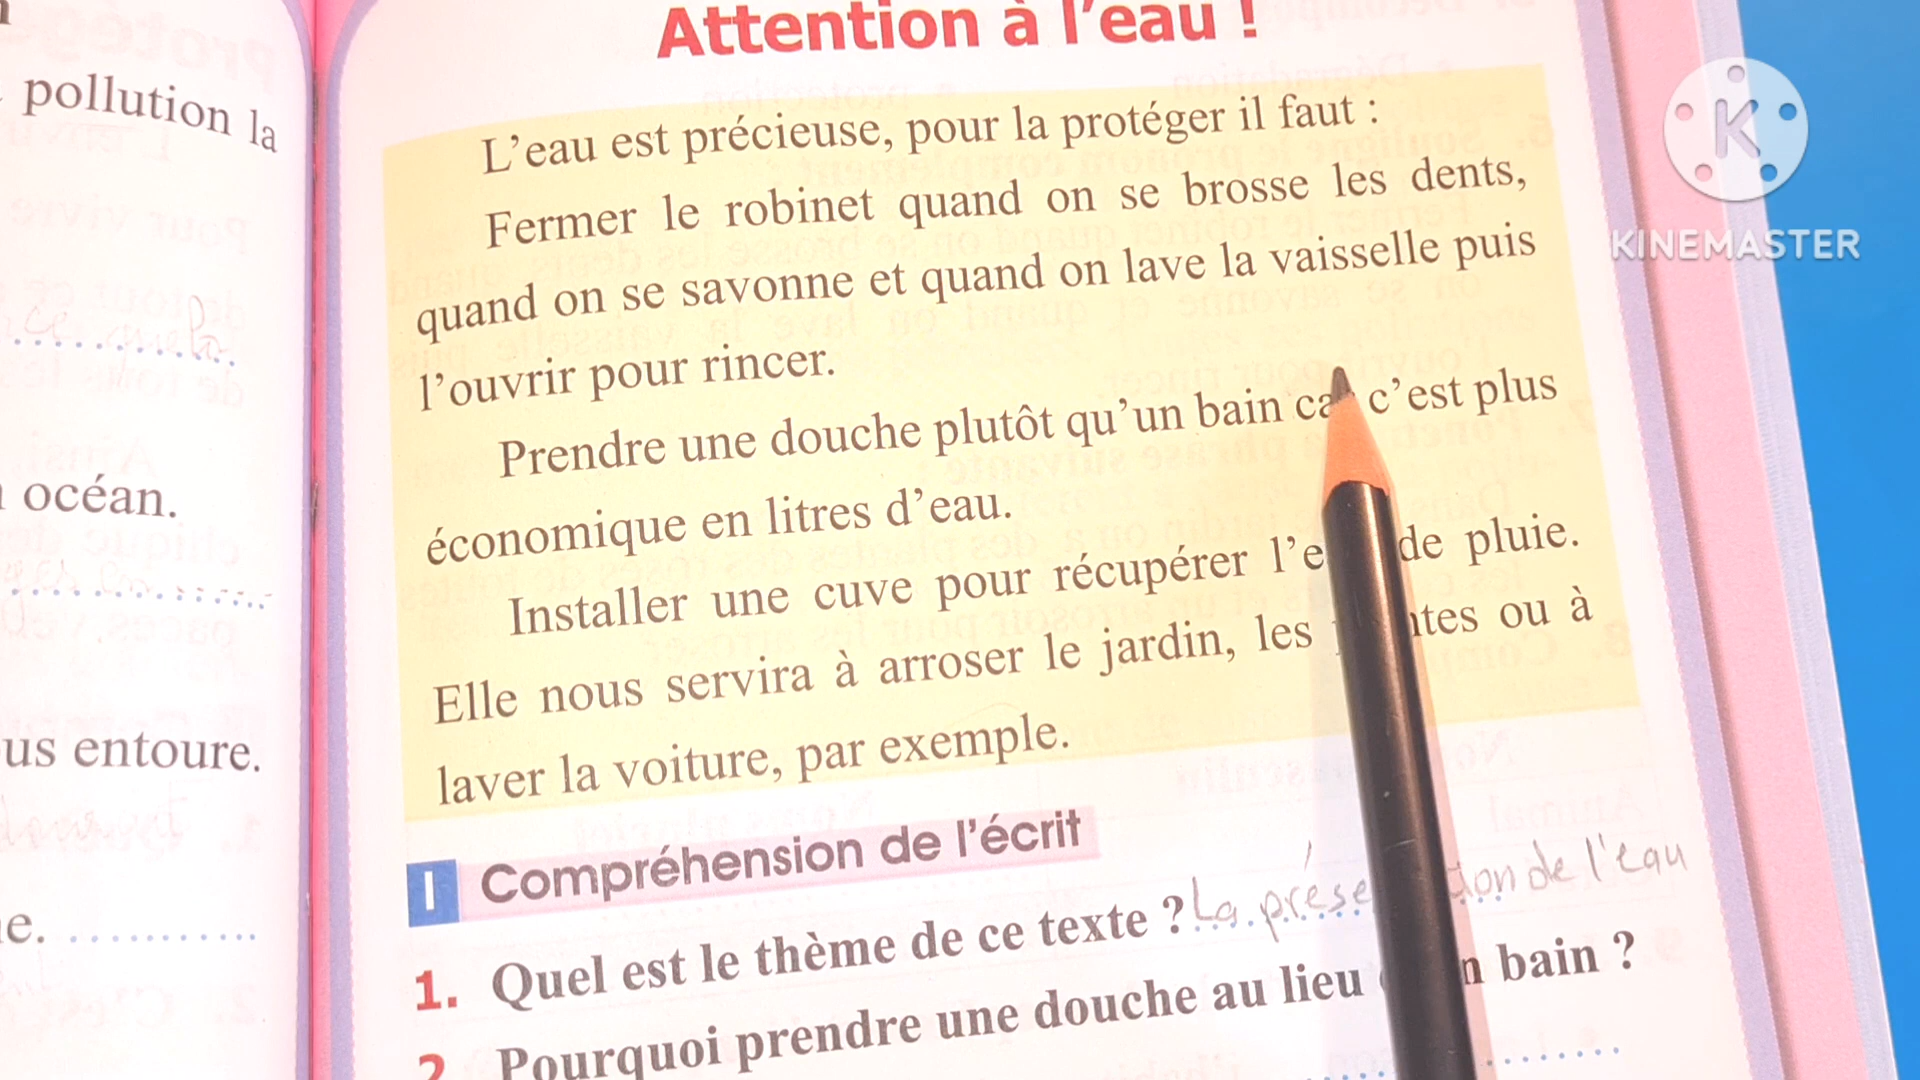 pollution la
océan.
us entoure.
e.
Attention à l'eau !
L'eau est précieuse, pour la protéger il faut :
Fermer le robinet quand on se brosse les dents,
quand on se savonne et quand on lave la vaisselle puis
l'ouvrir pour rincer.
Prendre une douche plutôt qu'un bain ca c'est plus
économique en litres d'eau.
Installer une cuve pour récupérer l'e de pluie.
Elle nous servira à arroser le jardin, les ntes ou à
laver la voiture, par exemple.
I Compréhension de l'écrit
1. Quel est le thème de ce texte ? La prése tion de l'eau
2 Pourquoi prendre une douche au lieu n bain ?
K
KINEMASTER